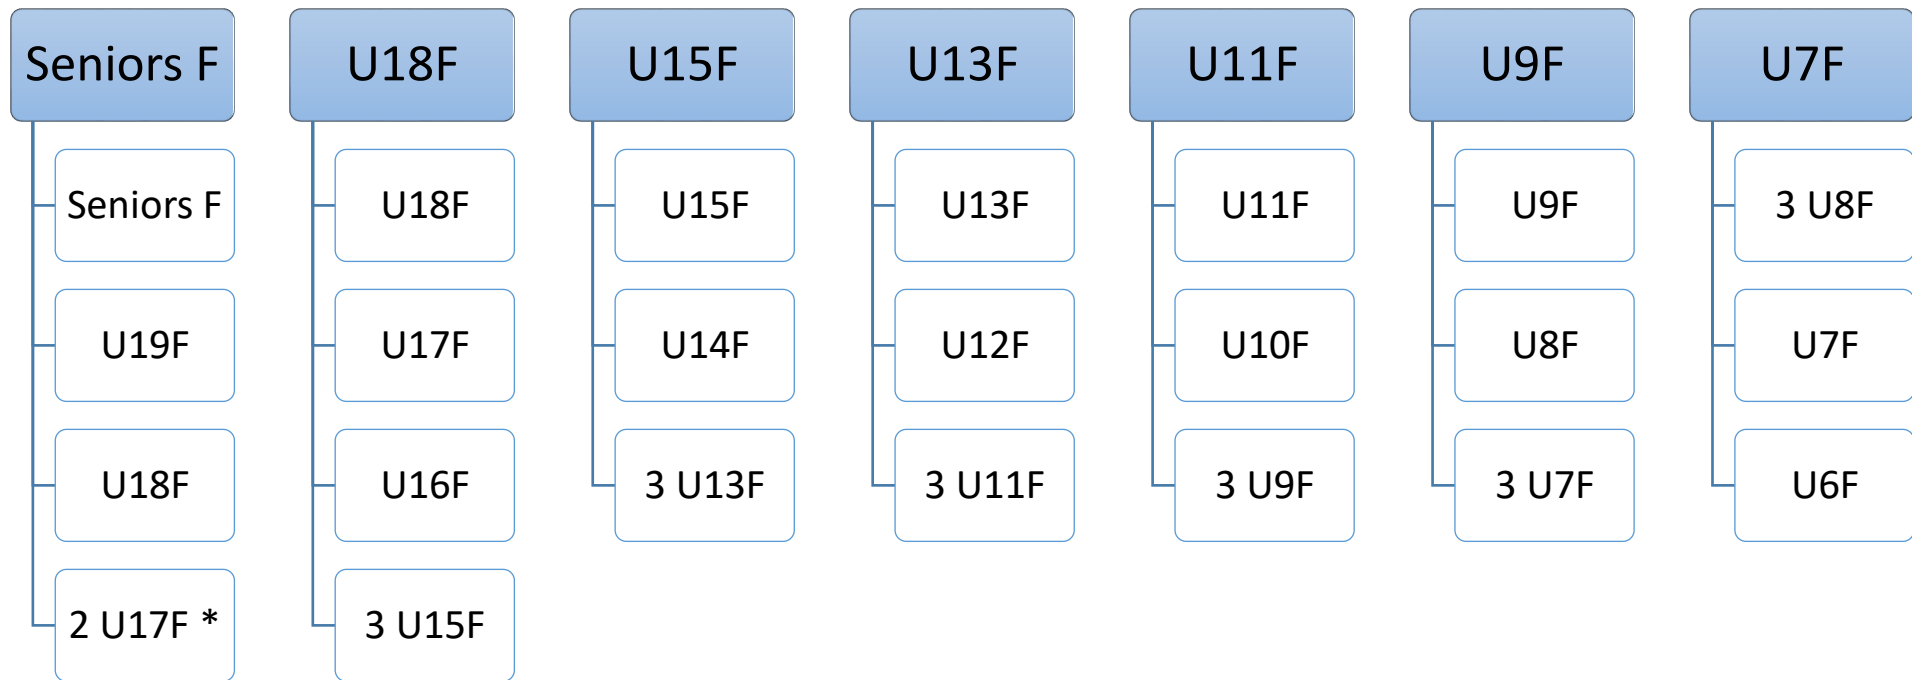 Seniors F
Seniors F
U19F
U18F
2 U17F *
U18F
U18F
U17F
U16F
3 U15F
U15F
U15F
U14F
3 U13F
U13F
U13F
U12F
3 U11F
U11F
U11F
U10F
3 U9F
U9F
U9F
U8F
3 U7F
U7F
3 U8F
U7F
U6F